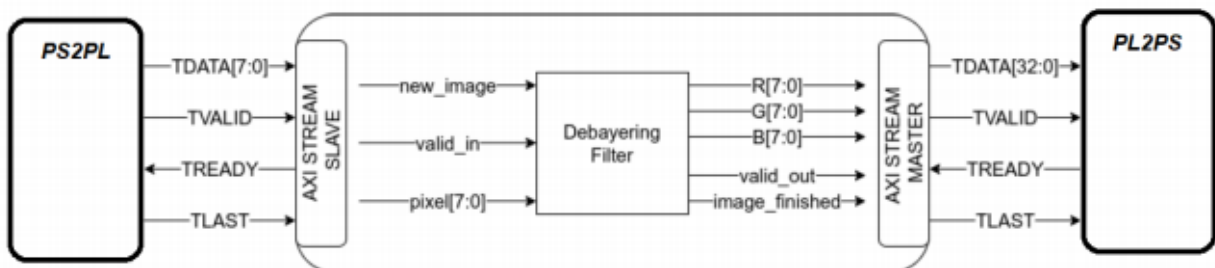 PS2PL
TDATA[7:0]
TVALID
TREADY
TLAST
AXI STREAM
SLAVE
new_image
valid_in
pixel[7:0]
Debayering
Filter
R[7:0]
G[7:0]
B[7:0]
valid_out
image_finished
AXI STREAM
MASTER
TDATA[32:0]
TVALID
TREADY
TLAST
PL2PS